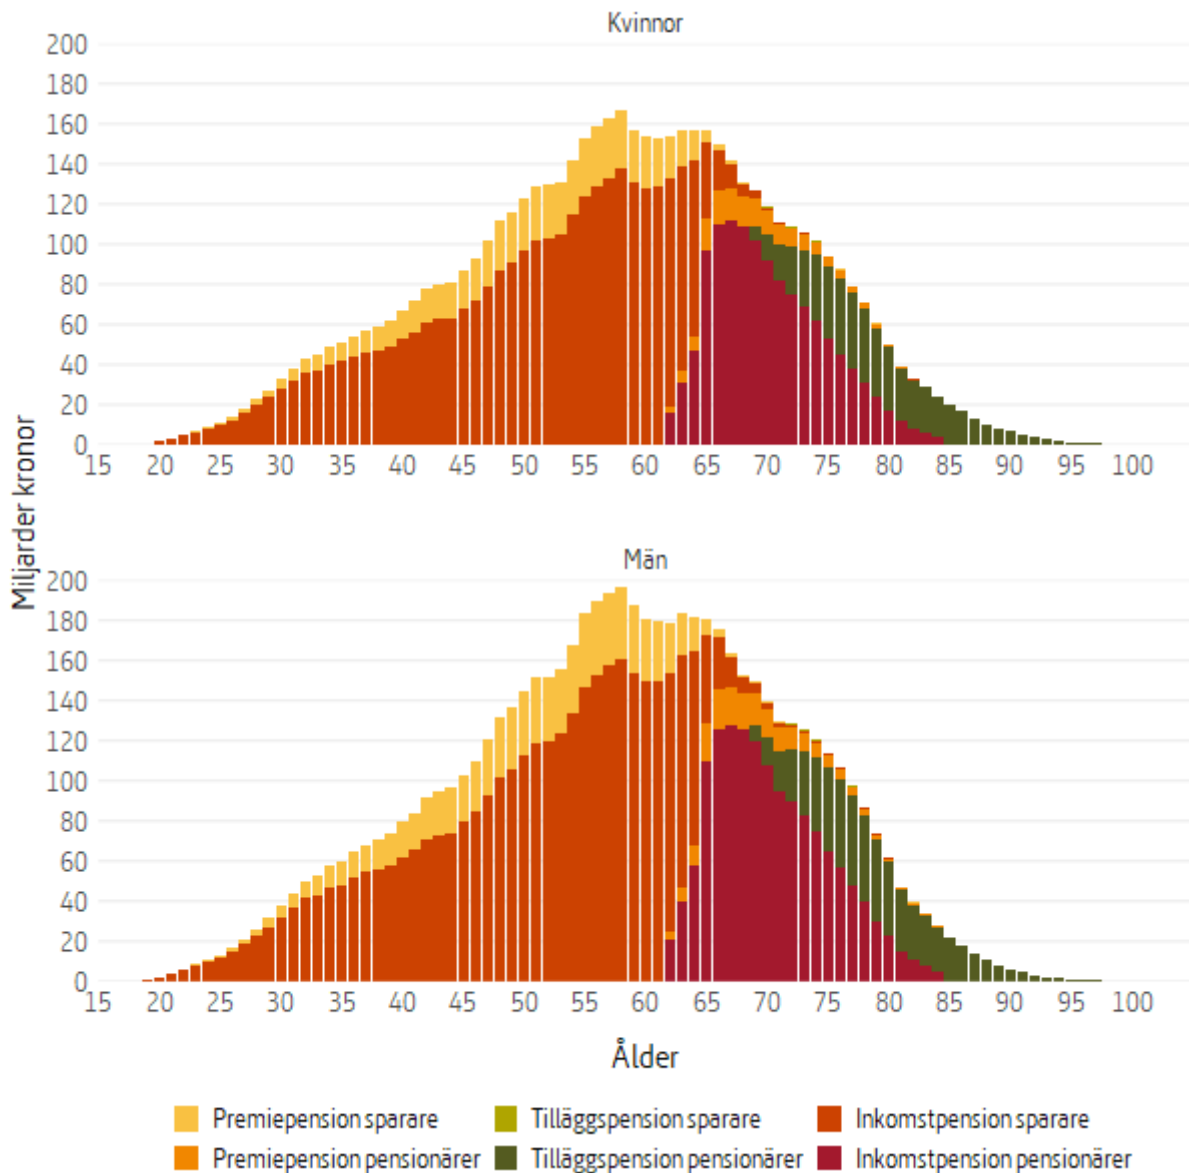 Kvinnor
200
180
160
140
120
100
80
60
40
20
0
15 20 25 30 35 40 45 50 55 60 65 70 75 80 85 90 95 100
Miljarder kronor
Män
200
180
160
140
120
100
80
60
40
20
0
15 20 25 30 35 40 45 50 55 60 65 70 75 80 85 90 95 100
Ålder
Premiepension sparare Tilläggspension sparare Inkomstpension sparare
Premiepension pensionärer Tilläggspension pensionärer Inkomstpension pensionärer